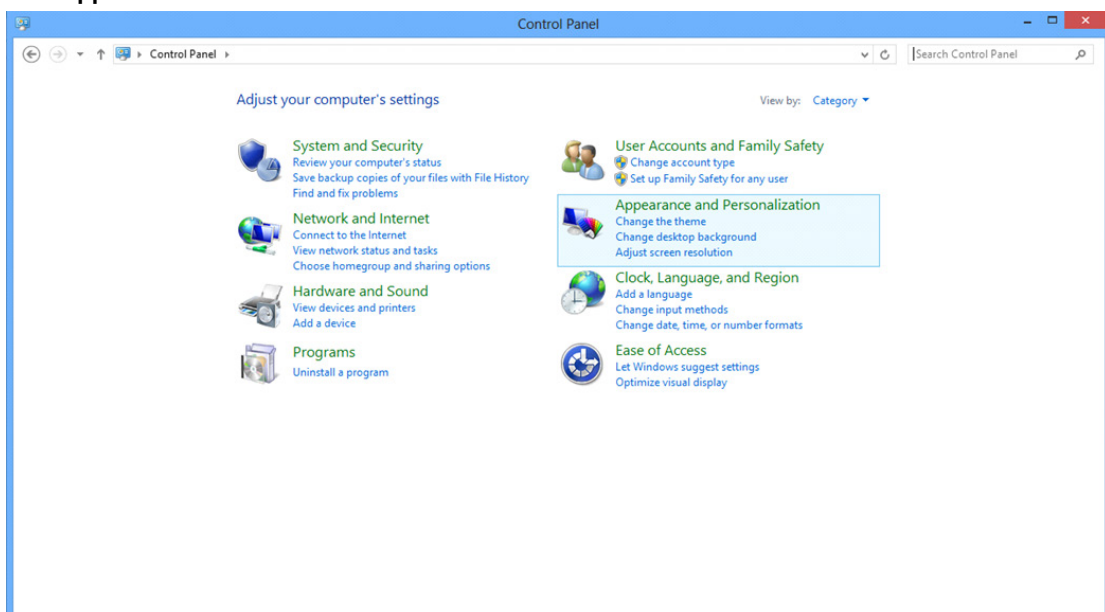 Control Panel
Control Panel
Search Control Panel
Adjust your computer's settings
View by: Category
System and Security
Review your computer's status
Save backup copies of your files with File History
Find and fix problems
Network and Internet
Connect to the Internet
View network status and tasks
Choose homegroup and sharing options
Hardware and Sound
View devices and printers
Add a device
Programs
Uninstall a program
User Accounts and Family Safety
Change account type
Set up Family Safety for any user
Appearance and Personalization
Change the theme
Change desktop background
Adjust screen resolution
Clock, Language, and Region
Add a language
Change input methods
Change date, time, or number formats
Ease of Access
Let Windows suggest settings
Optimize visual display